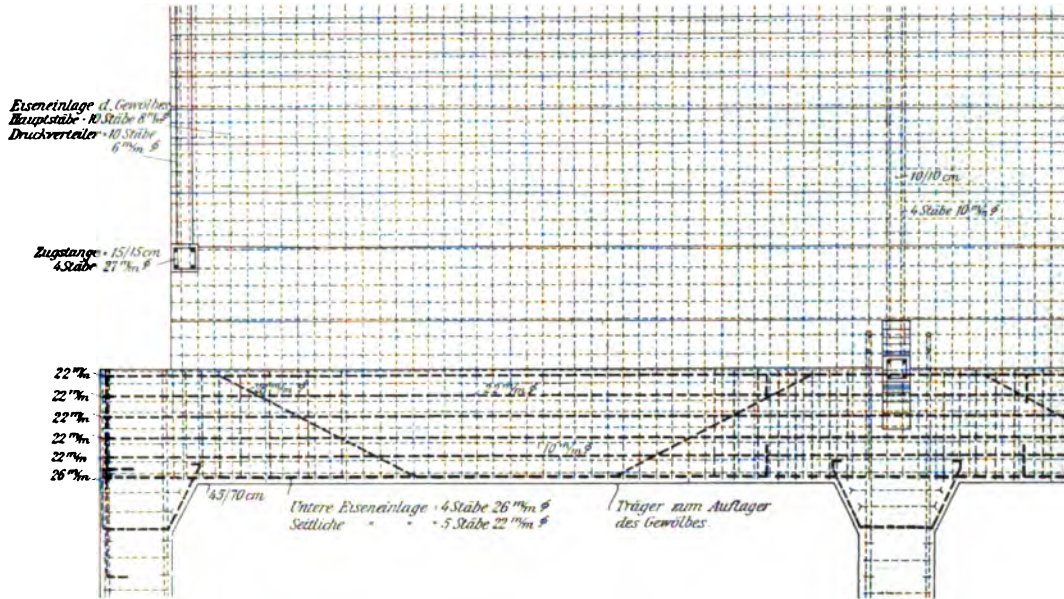 Eiseneinlage d. Gewölbes
Hauptstäbe = 10 Stäbe 8 m/m ø
Druckverteiler = 10 Stäbe
6 m/m ø
10/10 cm
4 Stäbe 10 m/m ø
Zugstange = 15/15 cm
4 Stäbe 27 m/m ø
22 m/m
22 m/m ø
22 m/m
22 m/m
22 m/m
10 m/m ø
22 m/m
26 m/m
45/70 cm
Untere Eiseneinlage = 4 Stäbe 26 m/m ø
Seitliche " " = 5 Stäbe 22 m/m ø
Träger zum Auflager
des Gewölbes